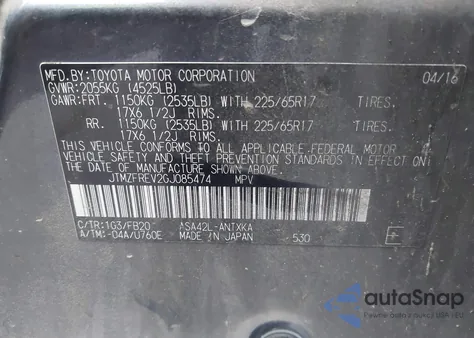 MFD.BY:TOYOTA MOTOR CORPORATION 04/16
GVWR:2055KG (4525LB)
GAWR:FRT. 1150KG (2535LB) WITH 225/65R17 TIRES.
17X6 1/2J RIMS.
RR. 1150KG (2535LB) WITH 225/65R17 TIRES.
17X6 1/2J RIMS.
THIS VEHICLE CONFORMS TO ALL APPLICABLE FEDERAL MOTOR
VEHICLE SAFETY, BUMPER, AND THEFT PREVENTION STANDARDS
IN EFFECT ON THE DATE OF MANUFACTURE SHOWN ABOVE.
JTMZFREV2GJ085474 MPV
C/TR:1G3/FB20 ASA42L-ANTXKA
A/TM:-04A/U760E MADE IN JAPAN 530
autoSnap